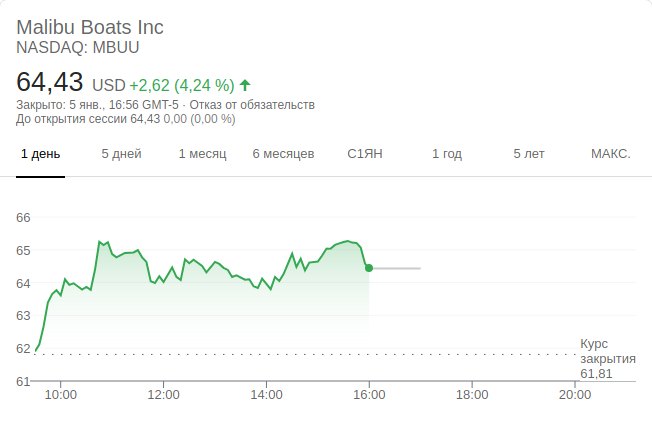 Malibu Boats Inc
NASDAQ: MBUU
64,43 USD +2,62 (4,24 %)
Закрыто: 5 янв., 16:56 GMT-5 · Отказ от обязательств
До открытия сессии 64,43 0,00 (0,00 %)
1 день 5 дней 1 месяц 6 месяцев С1ЯН 1 год 5 лет МАКС.
66
65
64
63
62
Курс
закрытия
61,81
61
10:00 12:00 14:00 16:00 18:00 20:00